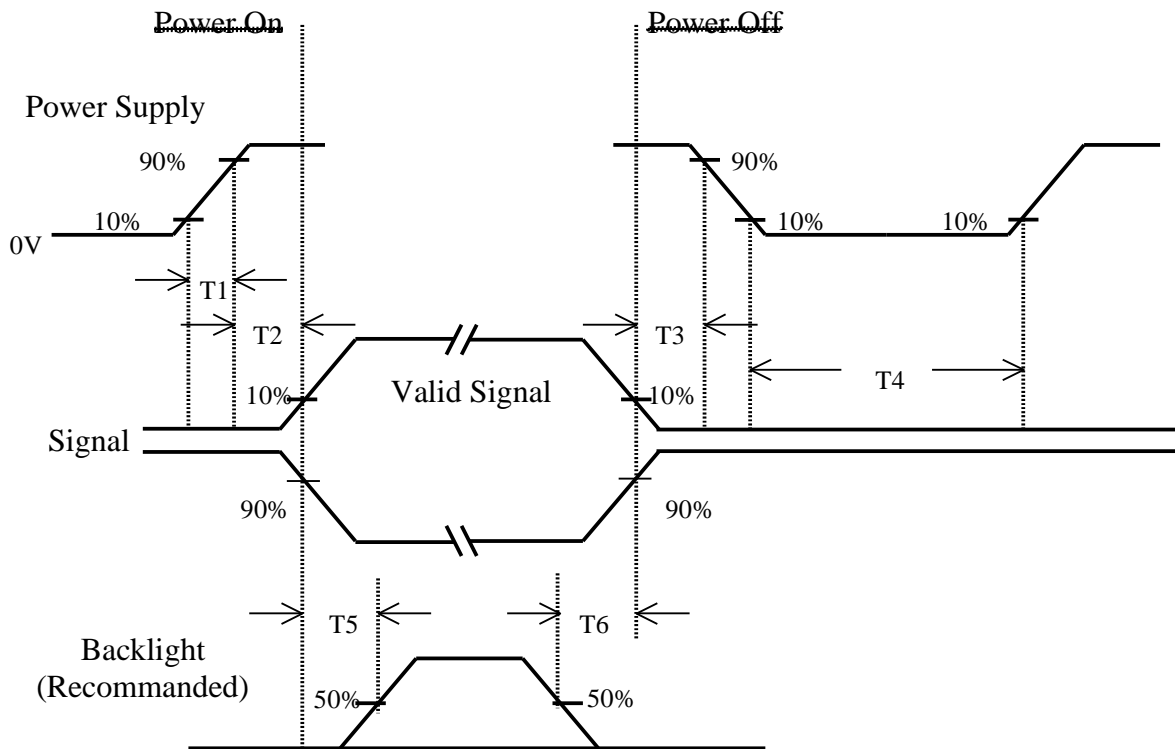 Power On
Power Off
Power Supply
90%
90%
10%
10%
10%
0V
T1
T2
T3
T4
10%
Valid Signal
10%
Signal
90%
90%
T5
T6
Backlight
(Recommanded)
50%
50%